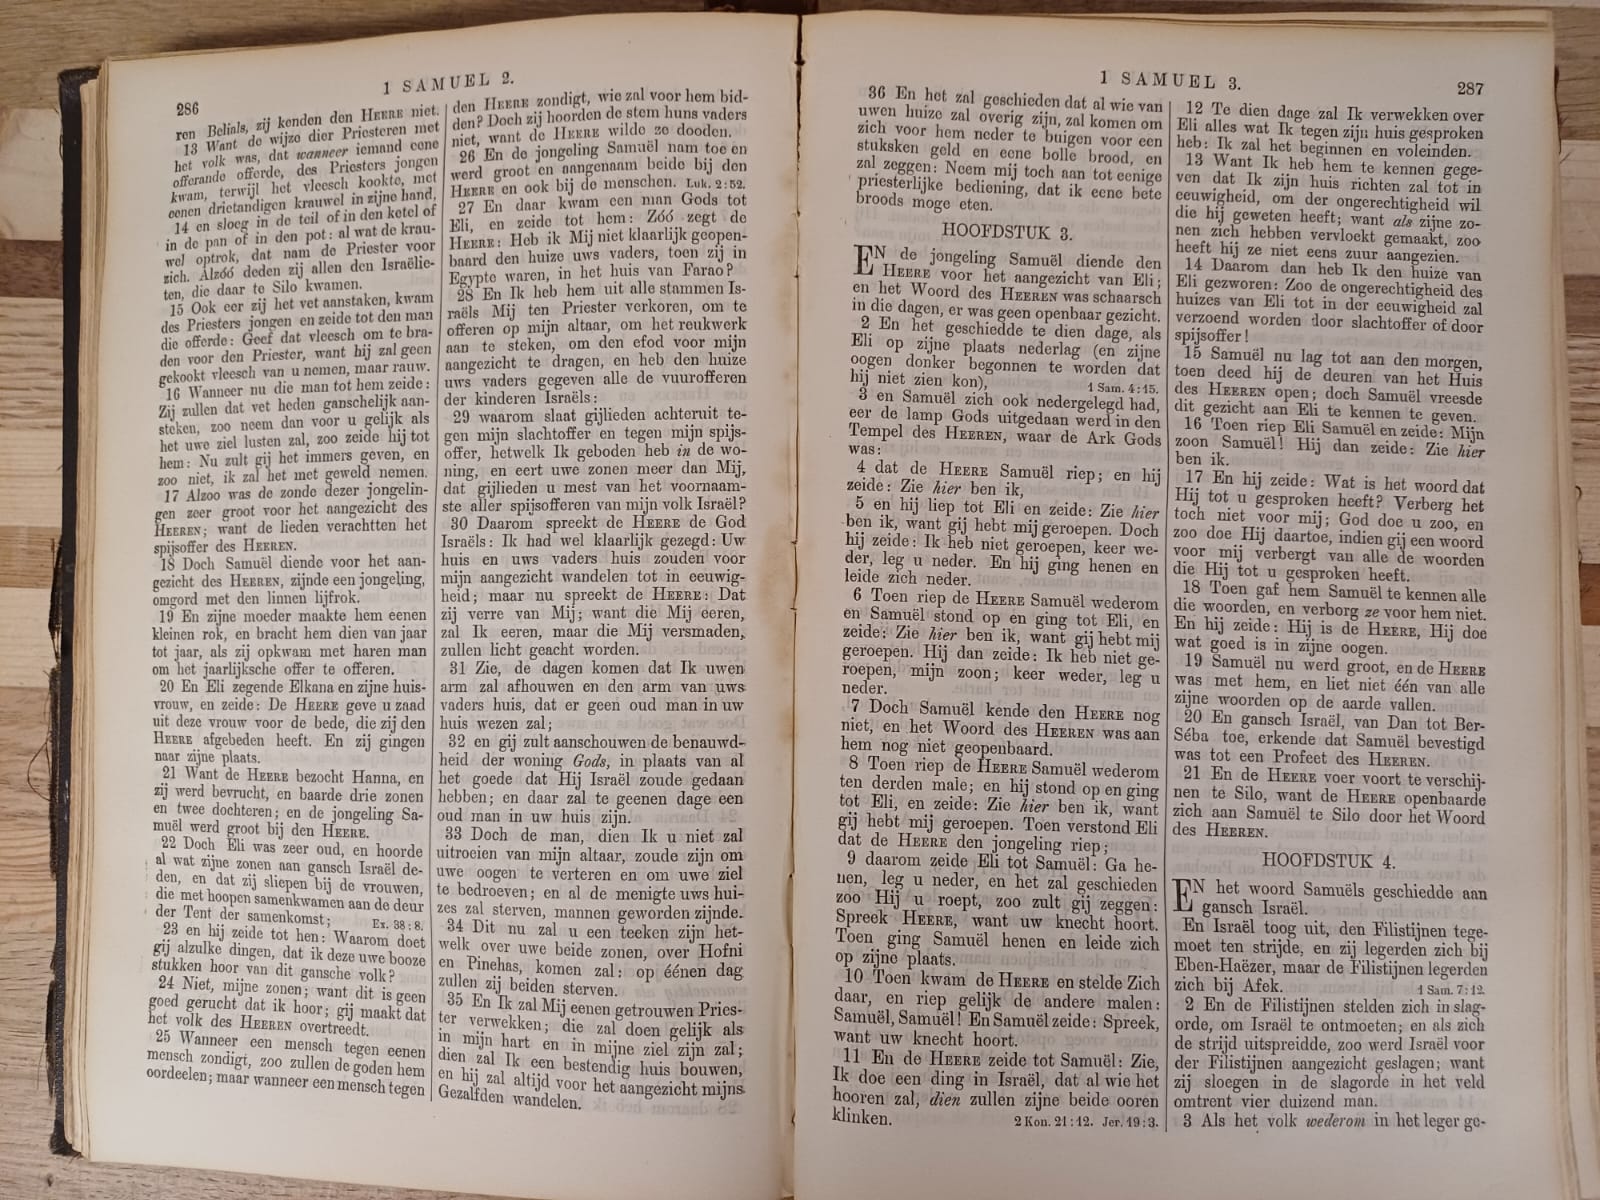 286
1 SAMUEL 2.
ren Belials, zij kenden den HEERE niet.
13 Want de wijze dier Priesteren met
het volk was, dat wanneer iemand eene
offerande offerde, des Priesters jongen
kwam, terwijl het vleesch kookte, met
eenen drietandigen krauwel in zijne hand,
14 en sloeg in de teil of in den ketel of
in de pan of in den pot: al wat de krau-
wel optrok, dat nam de Priester voor
zich. Alzóó deden zij allen den Israëlie-
ten, die daar te Silo kwamen.
15 Ook eer zij het vet aanstaken, kwam
des Priesters jongen en zeide tot den man
die offerde: Geef dat vleesch om te bra-
den voor den Priester, want hij zal geen
gekookt vleesch van u nemen, maar rauw.
16 Wanneer nu die man tot hem zeide:
Zij zullen dat vet heden ganschelijk aan-
steken, zoo neem dan voor u gelijk als
het uwe ziel lusten zal, zoo zeide hij tot
hem: Nu zult gij het immers geven, en
zoo niet, ik zal het met geweld nemen.
17 Alzoo was de zonde dezer jongelin-
gen zeer groot voor het aangezicht des
HEEREN; want de lieden verachtten het
spijsoffer des HEEREN.
18 Doch Samuël diende voor het aan-
gezicht des HEEREN, zijnde een jongeling,
omgord met den linnen lijfrok.
19 En zijne moeder maakte hem eenen
kleinen rok, en bracht hem dien van jaar
tot jaar, als zij opkwam met haren man
om het jaarlijksche offer te offeren.
20 En Eli zegende Elkana en zijne huis-
vrouw, en zeide: De HEERE geve u zaad
uit deze vrouw voor de bede, die zij den
HEERE afgebeden heeft. En zij gingen
naar zijne plaats.
21 Want de HEERE bezocht Hanna, en
zij werd bevrucht, en baarde drie zonen
en twee dochteren; en de jongeling Sa-
muël werd groot bij den HEERE.
22 Doch Eli was zeer oud, en hoorde
al wat zijne zonen aan gansch Israël de-
den, en dat zij sliepen bij de vrouwen,
die met hoopen samenkwamen aan de deur
der Tent der samenkomst; Ex. 38:8.
23 en hij zeide tot hen: Waarom doet
gij alzulke dingen, dat ik deze uwe booze
stukken hoor van dit gansche volk?
24 Niet, mijne zonen; want dit is geen
goed gerucht dat ik hoor; gij maakt dat
het volk des HEEREN overtreedt.
25 Wanneer een mensch tegen eenen
mensch zondigt, zoo zullen de goden hem
oordeelen; maar wanneer een mensch tegen
den HEERE zondigt, wie zal voor hem bid-
den? Doch zij hoorden de stem huns vaders
niet, want de HEERE wilde ze dooden.
26 En de jongeling Samuël nam toe en
werd groot en aangenaam beide bij den
HEERE en ook bij de menschen. Luk. 2:52.
27 En daar kwam een man Gods tot
Eli, en zeide tot hem: Zóó zegt de
HEERE: Heb ik Mij niet klaarlijk geopen-
baard den huize uws vaders, toen zij in
Egypte waren, in het huis van Farao?
28 En Ik heb hem uit alle stammen Is-
raëls Mij ten Priester verkoren, om te
offeren op mijn altaar, om het reukwerk
aan te steken, om den efod voor mijn
aangezicht te dragen, en heb den huize
uws vaders gegeven alle de vuurofferen
der kinderen Israëls:
29 waarom slaat gijlieden achteruit te-
gen mijn slachtoffer en tegen mijn spijs-
offer, hetwelk Ik geboden heb in de wo-
ning, en eert uwe zonen meer dan Mij,
dat gijlieden u mest van het voornaam-
ste aller spijsofferen van mijn volk Israël?
30 Daarom spreekt de HEERE de God
Israëls: Ik had wel klaarlijk gezegd: Uw
huis en uws vaders huis zouden voor
mijn aangezicht wandelen tot in eeuwig-
heid; maar nu spreekt de HEERE: Dat
zij verre van Mij; want die Mij eeren,
zal Ik eeren, maar die Mij versmaden,
zullen licht geacht worden.
31 Zie, de dagen komen dat Ik uwen
arm zal afhouwen en den arm van uws
vaders huis, dat er geen oud man in uw
huis wezen zal;
32 en gij zult aanschouwen de benauwd-
heid der woning Gods, in plaats van al
het goede dat Hij Israël zoude gedaan
hebben; en daar zal te geenen dage een
oud man in uw huis zijn.
33 Doch de man, dien Ik u niet zal
uitroeien van mijn altaar, zoude zijn om
uwe oogen te verteren en om uwe ziel
te bedroeven; en al de menigte uws hui-
zes zal sterven, mannen geworden zijnde.
34 Dit nu zal u een teeken zijn het-
welk over uwe beide zonen, over Hofni
en Pinehas, komen zal: op éénen dag
zullen zij beiden sterven.
35 En Ik zal Mij eenen getrouwen Pries-
ter verwekken; die zal doen gelijk als
in mijn hart en in mijne ziel zijn zal;
dien zal Ik een bestendig huis bouwen,
en hij zal altijd voor het aangezicht mijns
Gezalfden wandelen.
1 SAMUEL 3.
287
36 En het zal geschieden dat al wie van
uwen huize zal overig zijn, zal komen om
zich voor hem neder te buigen voor een
stuksken geld en eene bolle brood, en
zal zeggen: Neem mij toch aan tot eenige
priesterlijke bediening, dat ik eene bete
broods moge eten.
HOOFDSTUK 3.
EN de jongeling Samuël diende den
HEERE voor het aangezicht van Eli;
en het Woord des HEEREN was schaarsch
in die dagen, er was geen openbaar gezicht.
2 En het geschiedde te dien dage, als
Eli op zijne plaats nederlag (en zijne
oogen donker begonnen te worden dat
hij niet zien kon), 1 Sam. 4:15.
3 en Samuël zich ook nedergelegd had,
eer de lamp Gods uitgedaan werd in den
Tempel des HEEREN, waar de Ark Gods
was:
4 dat de HEERE Samuël riep; en hij
zeide: Zie hier ben ik,
5 en hij liep tot Eli en zeide: Zie hier
ben ik, want gij hebt mij geroepen. Doch
hij zeide: Ik heb niet geroepen, keer we-
der, leg u neder. En hij ging henen en
leide zich neder.
6 Toen riep de HEERE Samuël wederom
en Samuël stond op en ging tot Eli, en
zeide: Zie hier ben ik, want gij hebt mij
geroepen. Hij dan zeide: Ik heb niet ge-
roepen, mijn zoon; keer weder, leg u
neder.
7 Doch Samuël kende den HEERE nog
niet, en het Woord des HEEREN was aan
hem nog niet geopenbaard.
8 Toen riep de HEERE Samuël wederom
ten derden male; en hij stond op en ging
tot Eli, en zeide: Zie hier ben ik, want
gij hebt mij geroepen. Toen verstond Eli
dat de HEERE den jongeling riep;
9 daarom zeide Eli tot Samuël: Ga he-
nen, leg u neder, en het zal geschieden
zoo Hij u roept, zoo zult gij zeggen:
Spreek HEERE, want uw knecht hoort.
Toen ging Samuël henen en leide zich
op zijne plaats.
10 Toen kwam de HEERE en stelde Zich
daar, en riep gelijk de andere malen:
Samuël, Samuël! En Samuël zeide: Spreek,
want uw knecht hoort.
11 En de HEERE zeide tot Samuël: Zie,
Ik doe een ding in Israël, dat al wie het
hooren zal, dien zullen zijne beide ooren
klinken. 2 Kon. 21:12. Jer. 19:3.
12 Te dien dage zal Ik verwekken over
Eli alles wat Ik tegen zijn huis gesproken
heb: Ik zal het beginnen en voleinden.
13 Want Ik heb hem te kennen gege-
ven dat Ik zijn huis richten zal tot in
eeuwigheid, om der ongerechtigheid wil
die hij geweten heeft; want als zijne zo-
nen zich hebben vervloekt gemaakt, zoo
heeft hij ze niet eens zuur aangezien.
14 Daarom dan heb Ik den huize van
Eli gezworen: Zoo de ongerechtigheid des
huizes van Eli tot in der eeuwigheid zal
verzoend worden door slachtoffer of door
spijsoffer!
15 Samuël nu lag tot aan den morgen,
toen deed hij de deuren van het Huis
des HEEREN open; doch Samuël vreesde
dit gezicht aan Eli te kennen te geven.
16 Toen riep Eli Samuël en zeide: Mijn
zoon Samuël! Hij dan zeide: Zie hier
ben ik.
17 En hij zeide: Wat is het woord dat
Hij tot u gesproken heeft? Verberg het
toch niet voor mij; God doe u zoo, en
zoo doe Hij daartoe, indien gij een woord
voor mij verbergt van alle de woorden
die Hij tot u gesproken heeft.
18 Toen gaf hem Samuël te kennen alle
die woorden, en verborg ze voor hem niet.
En hij zeide: Hij is de HEERE, Hij doe
wat goed is in zijne oogen.
19 Samuël nu werd groot, en de HEERE
was met hem, en liet niet één van alle
zijne woorden op de aarde vallen.
20 En gansch Israël, van Dan tot Ber-
Séba toe, erkende dat Samuël bevestigd
was tot een Profeet des HEEREN.
21 En de HEERE voer voort te verschij-
nen te Silo, want de HEERE openbaarde
zich aan Samuël te Silo door het Woord
des HEEREN.
HOOFDSTUK 4.
EN het woord Samuëls geschiedde aan
gansch Israël.
En Israël toog uit, den Filistijnen tege-
moet ten strijde, en zij legerden zich bij
Eben-Haëzer, maar de Filistijnen legerden
zich bij Afek. 1 Sam. 7:12.
2 En de Filistijnen stelden zich in slag-
orde, om Israël te ontmoeten; en als zich
de strijd uitspreidde, zoo werd Israël voor
der Filistijnen aangezicht geslagen; want
zij sloegen in de slagorde in het veld
omtrent vier duizend man.
3 Als het volk wederom in het leger ge-